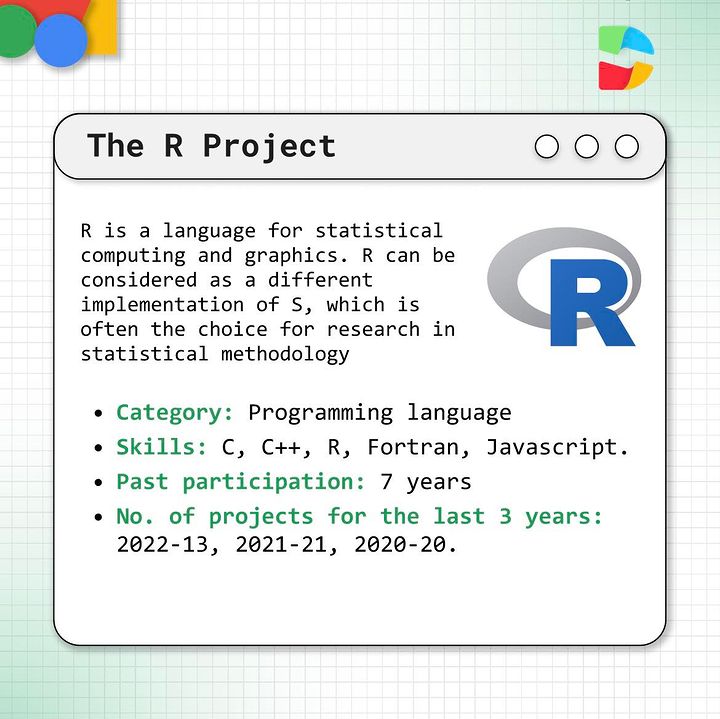 The R Project
R is a language for statistical
computing and graphics. R can be
considered as a different
implementation of S, which is
often the choice for research in
statistical methodology
R
• Category: Programming language
• Skills: C, C++, R, Fortran, Javascript.
• Past participation: 7 years
• No. of projects for the last 3 years:
2022-13, 2021-21, 2020-20.